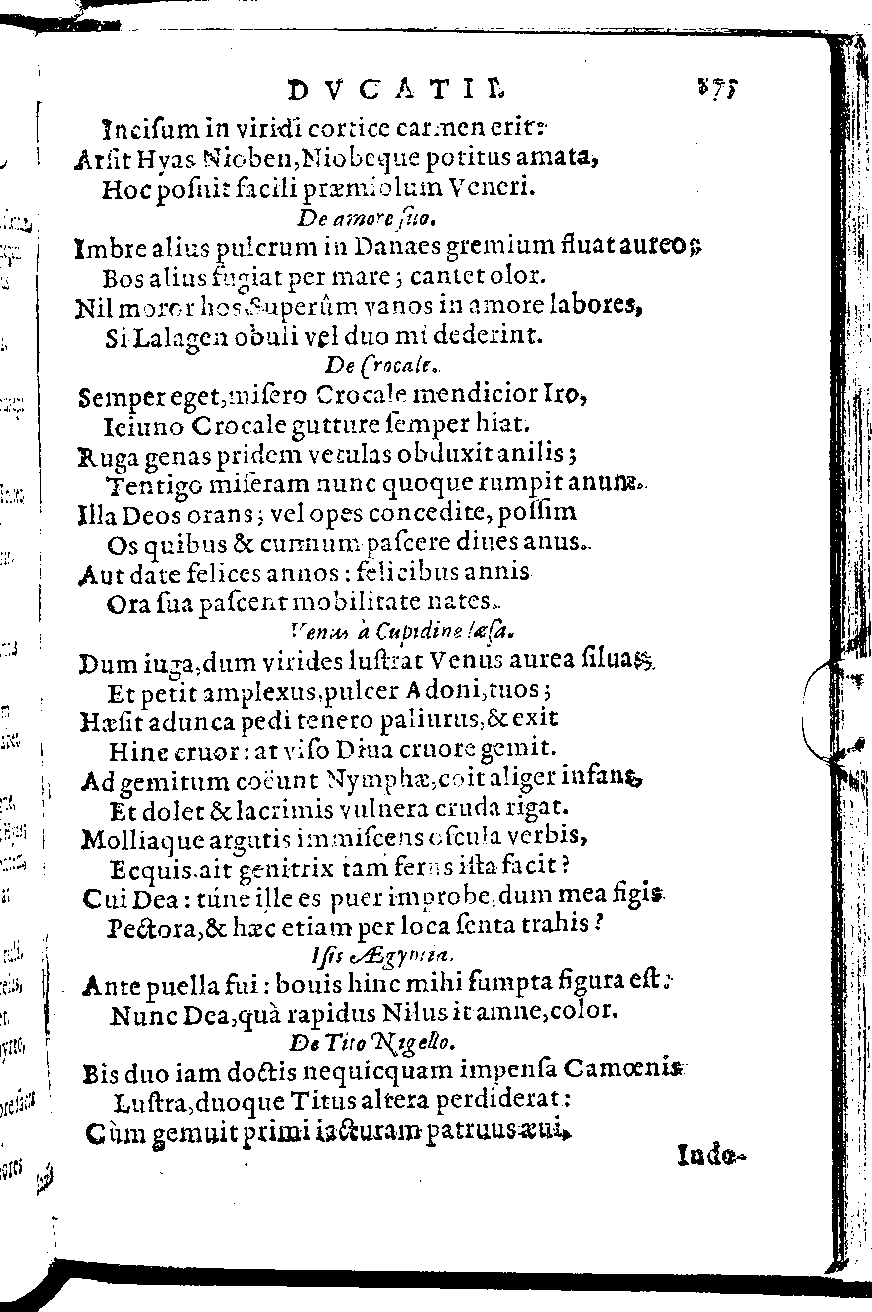 DVCATII. 875
Inciſum in viridi cortice carmen erit:
Arſit Hyas Nioben, Niobeque potitus amata,
Hoc poſuit facili præmiolum Veneri.
De amore ſuo.
Imbre alius pulcrum in Danaes gremium fluat aureo;
Bos alius fugiat per mare; cantet olor.
Nil moror hos Superûm vanos in amore labores,
Si Lalagen obuli vel duo mi dederint.
De Crocale.
Semper eget, miſero Crocale mendicior Iro,
Ieiuno Crocale gutture ſemper hiat.
Ruga genas pridem vetulas obduxit anilis;
Tentigo miſeram nunc quoque rumpit anum.
Illa Deos orans; vel opes concedite, poſſim
Os quibus & cunnum paſcere diues anus.
Aut date felices annos: felicibus annis
Ora ſua paſcent mobilitate nates.
Venus à Cupidine læſa.
Dum iuga, dum virides luſtrat Venus aurea ſiluas,
Et petit amplexus, pulcer Adoni, tuos;
Hæſit adunca pedi tenero paliurus, & exit
Hinc cruor: at viſo Diua cruore gemit.
Ad gemitum coëunt Nymphæ, coit aliger infans,
Et dolet & lacrimis vulnera cruda rigat.
Molliaque argutis immiſcens oſcula verbis,
Ecquis, ait genitrix tam ferus iſta facit?
Cui Dea: túne ille es puer improbe, dum mea figis
Pectora, & hæc etiam per loca ſenta trahis?
Iſis Ægyptia.
Ante puella fui: bouis hinc mihi ſumpta figura eſt:
Nunc Dea, quà rapidus Nilus it amne, color.
De Tito Nigello.
Bis duo iam doctis nequicquam impenſa Camœnis
Luſtra, duoque Titus altera perdiderat:
Cùm gemuit primi iacturam patruus æui,
Indo-